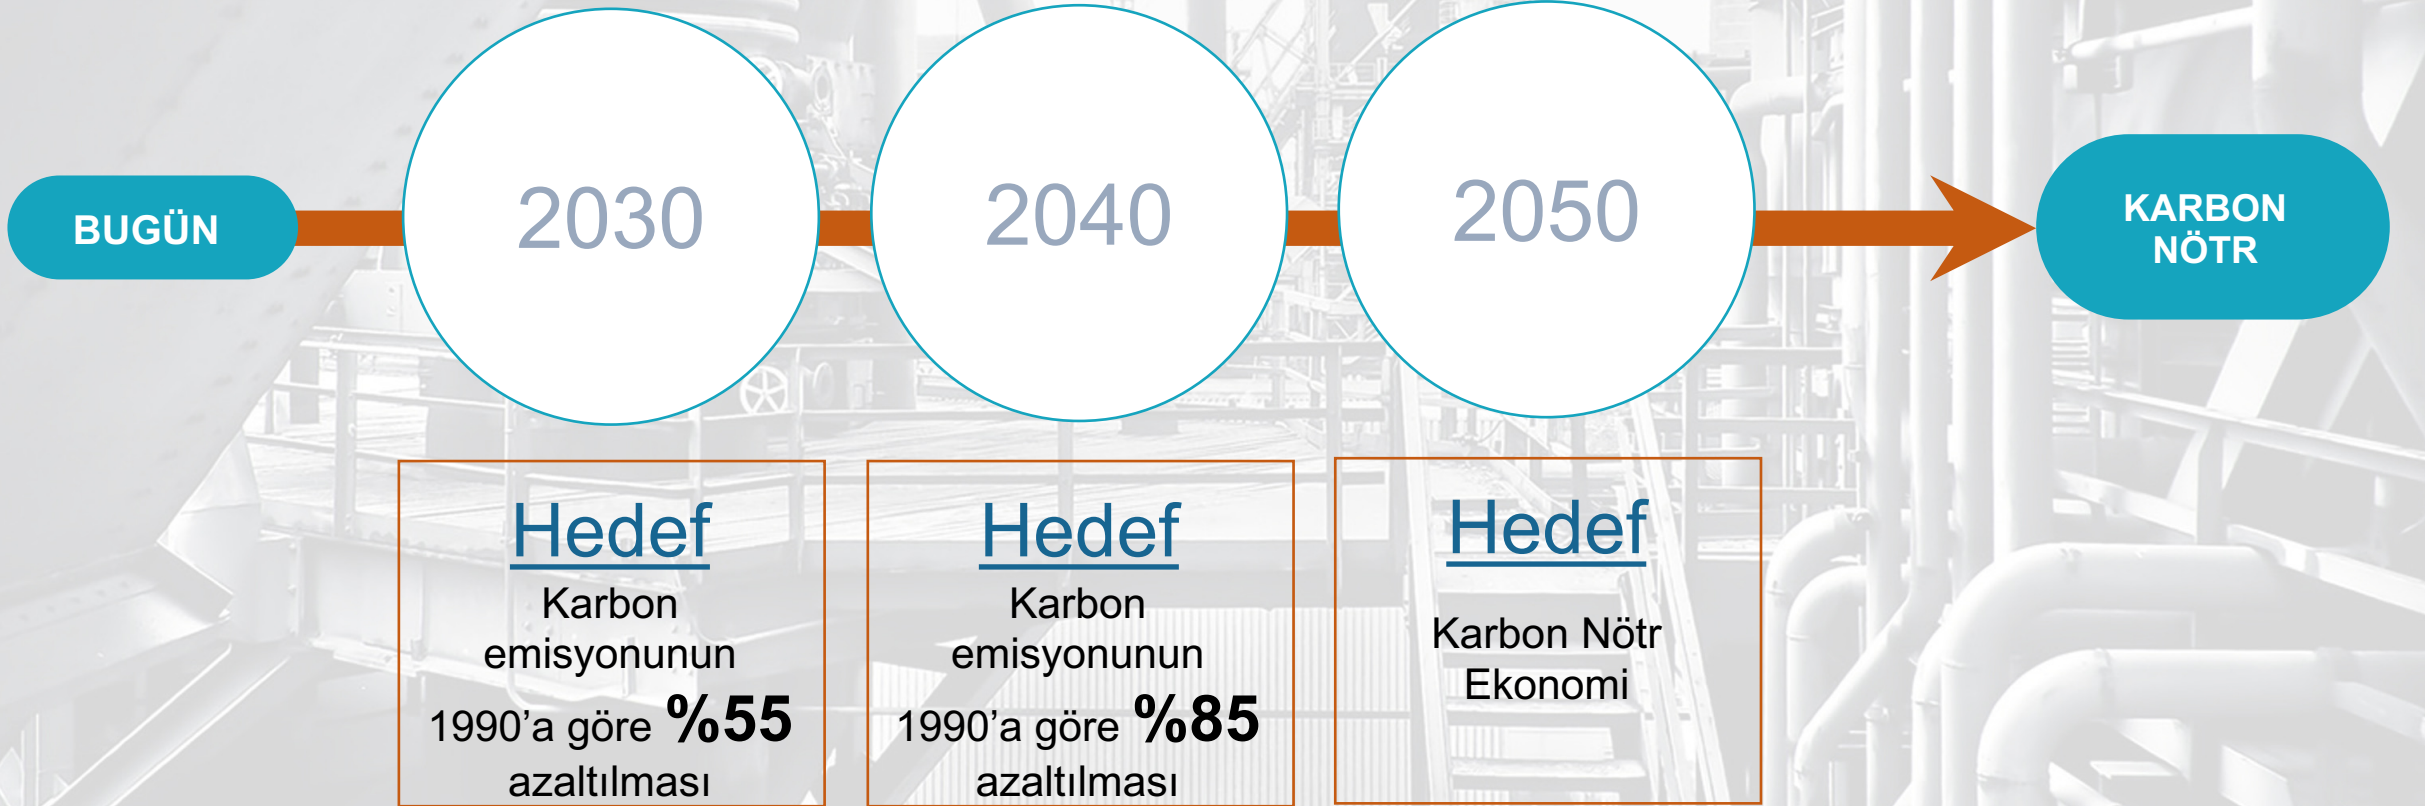 BUGÜN
2030
2040
2050
KARBON
NÖTR
Hedef
Karbon
emisyonunun
1990’a göre %55
azaltılması
Hedef
Karbon
emisyonunun
1990’a göre %85
azaltılması
Hedef
Karbon Nötr
Ekonomi